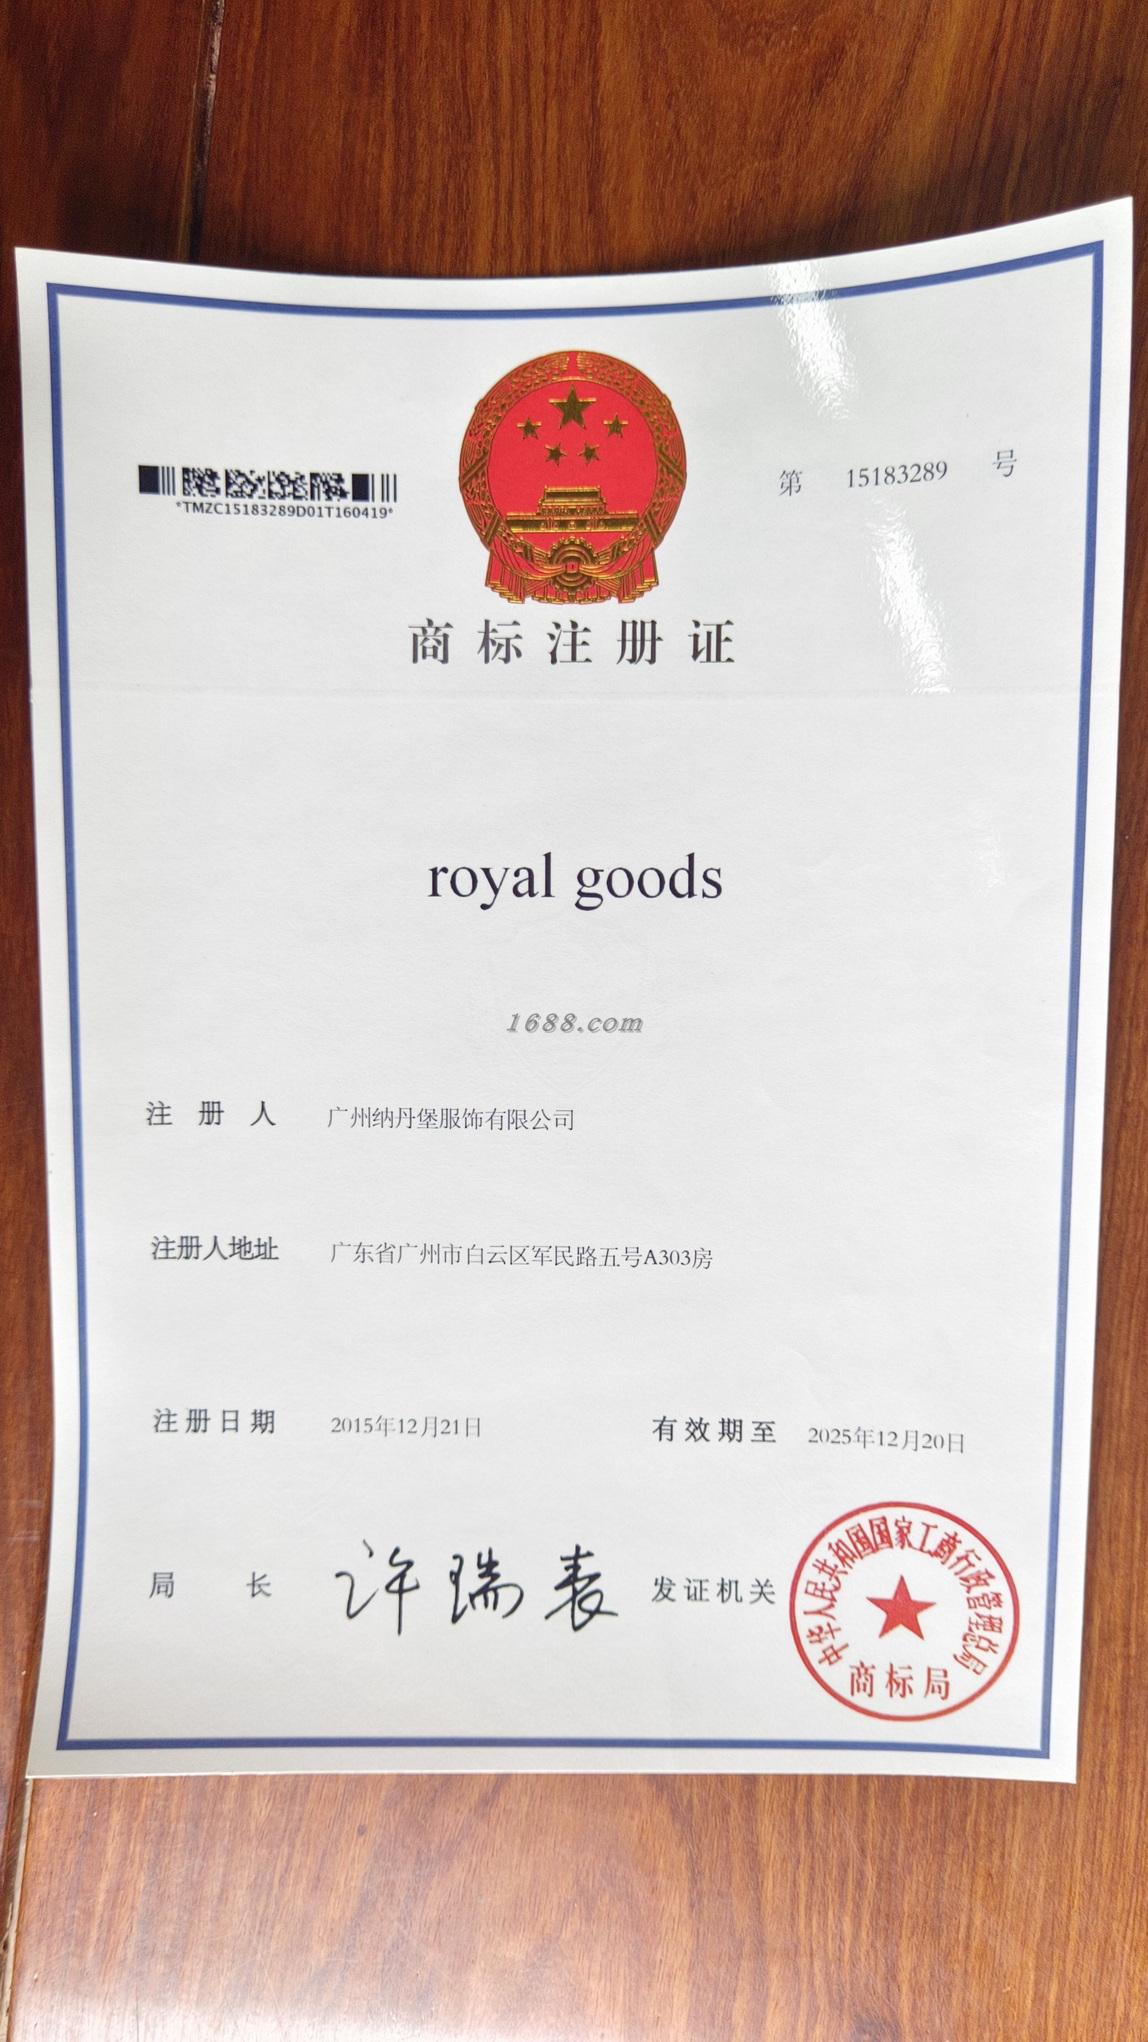 *TMZC15183289D01T160419*
第 15183289 号
商标注册证
royal goods
1688.com
注册人 广州纳丹堡服饰有限公司
注册人地址 广东省广州市白云区军民路五号A303房
注册日期 2015年12月21日 有效期至 2025年12月20日
局长 许瑞表 发证机关
中华人民共和国国家工商行政管理总局
商标局